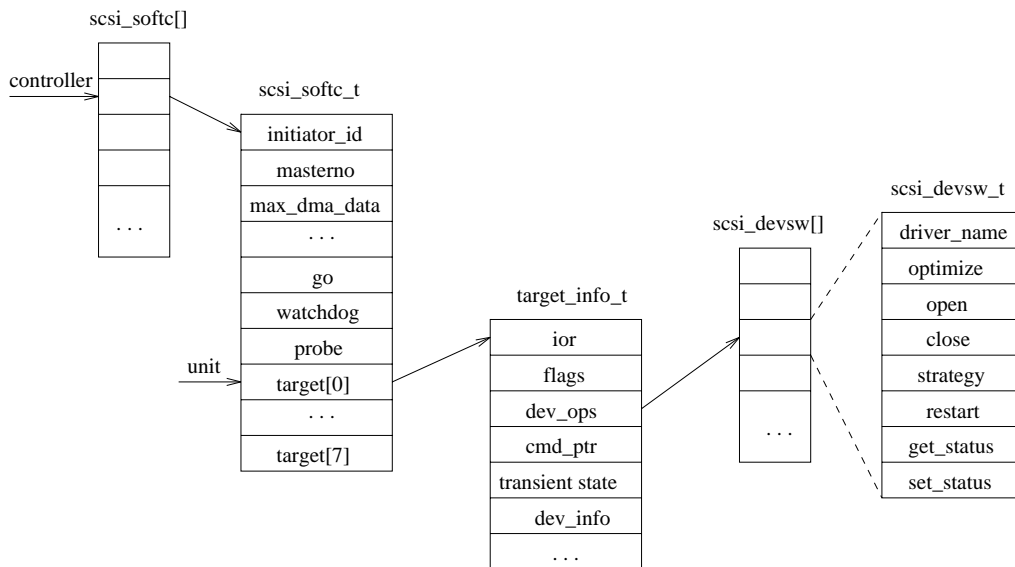 scsi_softc[]
controller
. . .
scsi_softc_t
initiator_id
masterno
max_dma_data
. . .
go
watchdog
probe
unit
target[0]
. . .
target[7]
target_info_t
ior
flags
dev_ops
cmd_ptr
transient state
dev_info
. . .
scsi_devsw[]
. . .
scsi_devsw_t
driver_name
optimize
open
close
strategy
restart
get_status
set_status